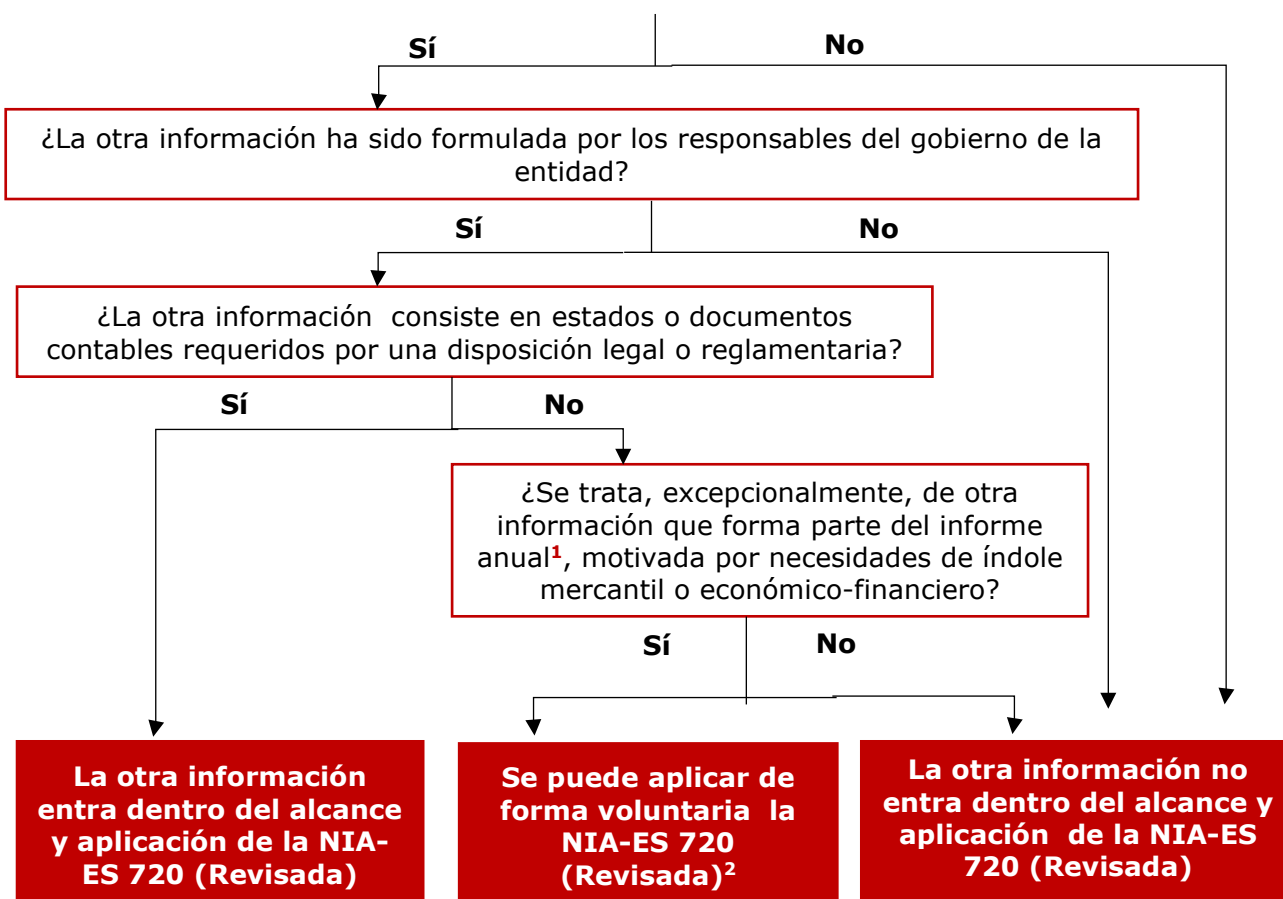 Sí
No
¿La otra información ha sido formulada por los responsables del gobierno de la
entidad?
Sí
No
¿La otra información consiste en estados o documentos
contables requeridos por una disposición legal o reglamentaria?
Sí
No
¿Se trata, excepcionalmente, de otra
información que forma parte del informe
anual¹, motivada por necesidades de índole
mercantil o económico-financiero?
Sí
No
La otra información
entra dentro del alcance
y aplicación de la NIA-
ES 720 (Revisada)
Se puede aplicar de
forma voluntaria la
NIA-ES 720
(Revisada)²
La otra información no
entra dentro del alcance y
aplicación de la NIA-ES
720 (Revisada)